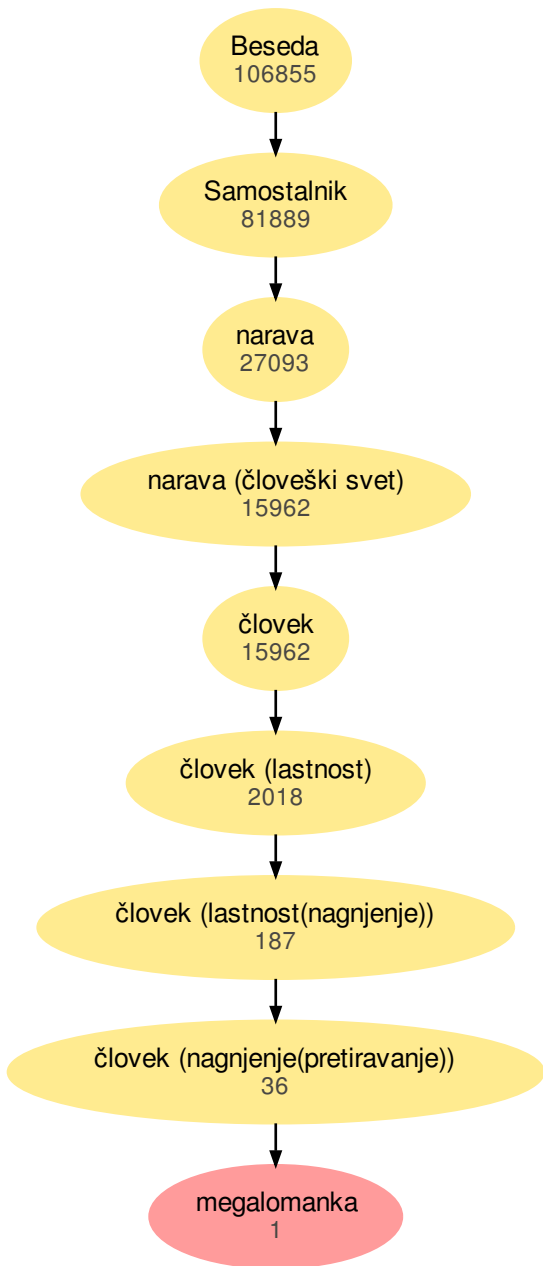 Beseda
106855
Samostalnik
81889
narava
27093
narava (človeški svet)
15962
človek
15962
človek (lastnost)
2018
človek (lastnost(nagnjenje))
187
človek (nagnjenje(pretiravanje))
36
megalomanka
1